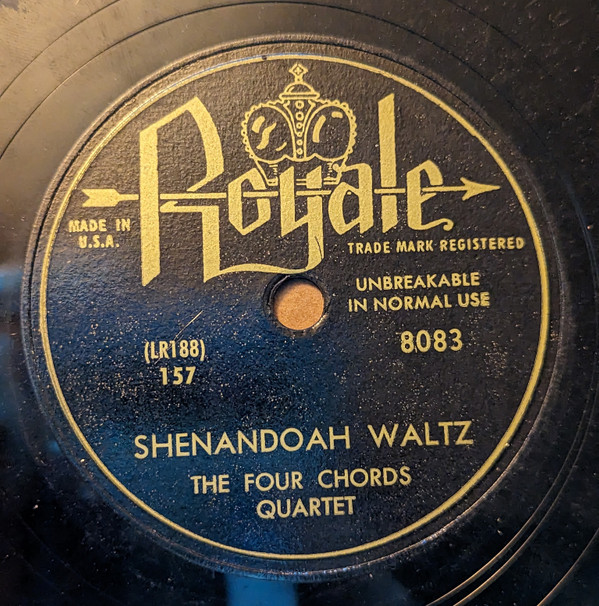 Royale
MADE IN
U.S.A.
TRADE MARK REGISTERED
UNBREAKABLE
IN NORMAL USE
(LR188)
157
8083
SHENANDOAH WALTZ
THE FOUR CHORDS
QUARTET